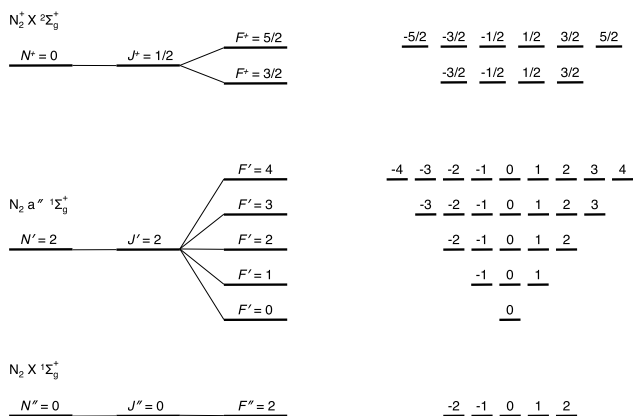 N₂⁺ X ²Σg⁺
F⁺ = 5/2 -5/2 -3/2 -1/2 1/2 3/2 5/2
N⁺ = 0 J⁺ = 1/2
F⁺ = 3/2 -3/2 -1/2 1/2 3/2
F′ = 4 -4 -3 -2 -1 0 1 2 3 4
N₂ a″ ¹Σg⁺
F′ = 3 -3 -2 -1 0 1 2 3
N′ = 2 J′ = 2 F′ = 2 -2 -1 0 1 2
F′ = 1 -1 0 1
F′ = 0 0
N₂ X ¹Σg⁺
N″ = 0 J″ = 0 F″ = 2 -2 -1 0 1 2